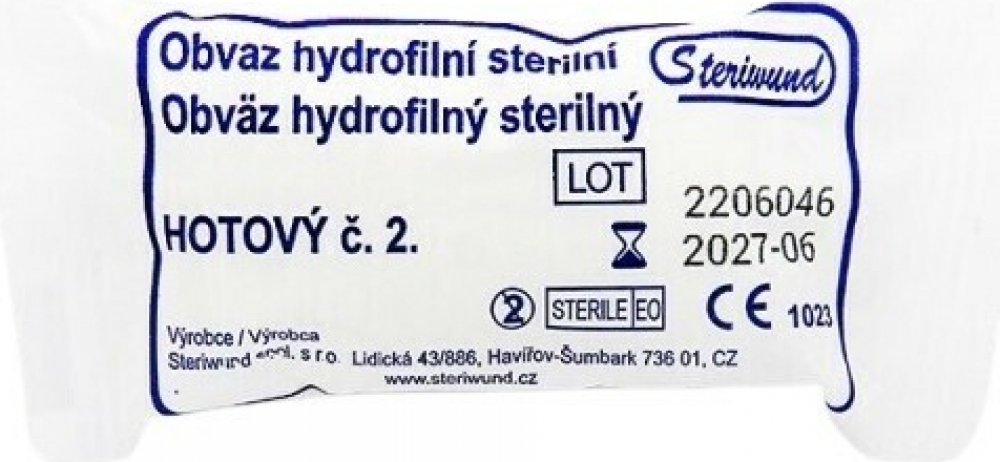 Obvaz hydrofilní sterilní
Steriwund
Obväz hydrofilný sterilný
LOT 2206046
HOTOVÝ č. 2.
2027-06
2 STERILE EO CE 1023
Výrobce / Výrobca
s r o. Lidická 43/886, Havířov-Šumbark 736 01, CZ
www.steriwund.cz